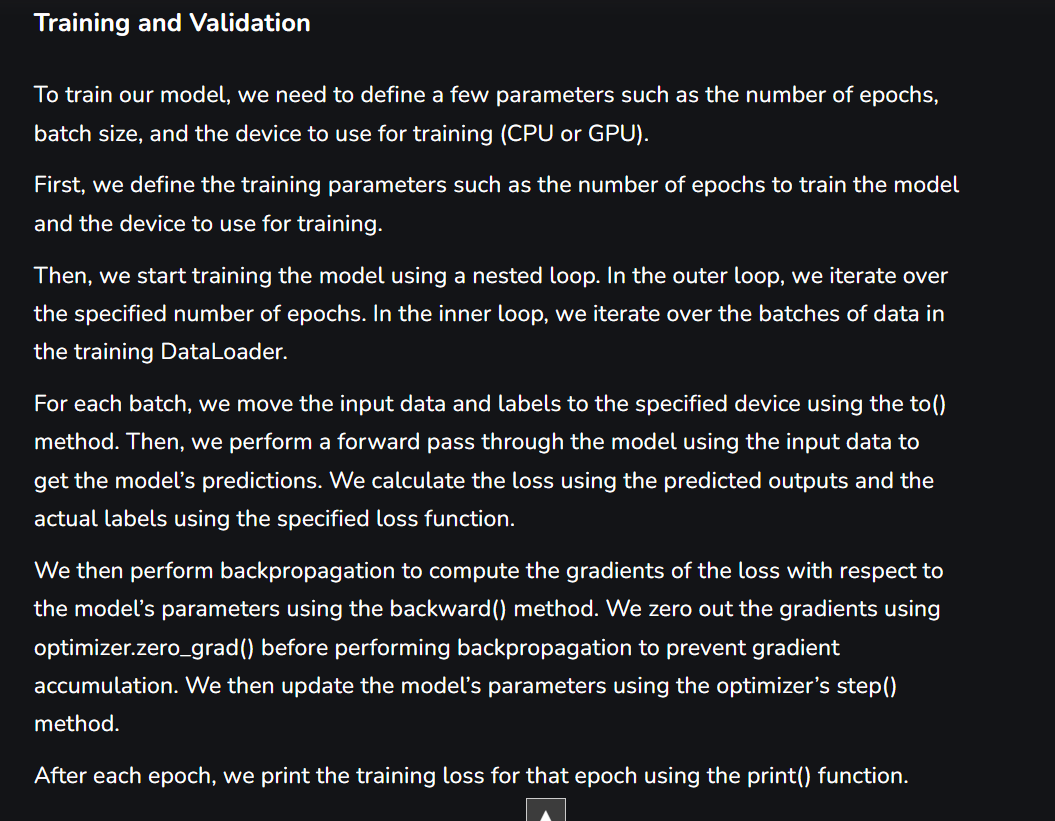 Training and Validation
To train our model, we need to define a few parameters such as the number of epochs,
batch size, and the device to use for training (CPU or GPU).
First, we define the training parameters such as the number of epochs to train the model
and the device to use for training.
Then, we start training the model using a nested loop. In the outer loop, we iterate over
the specified number of epochs. In the inner loop, we iterate over the batches of data in
the training DataLoader.
For each batch, we move the input data and labels to the specified device using the to()
method. Then, we perform a forward pass through the model using the input data to
get the model’s predictions. We calculate the loss using the predicted outputs and the
actual labels using the specified loss function.
We then perform backpropagation to compute the gradients of the loss with respect to
the model’s parameters using the backward() method. We zero out the gradients using
optimizer.zero_grad() before performing backpropagation to prevent gradient
accumulation. We then update the model’s parameters using the optimizer’s step()
method.
After each epoch, we print the training loss for that epoch using the print() function.